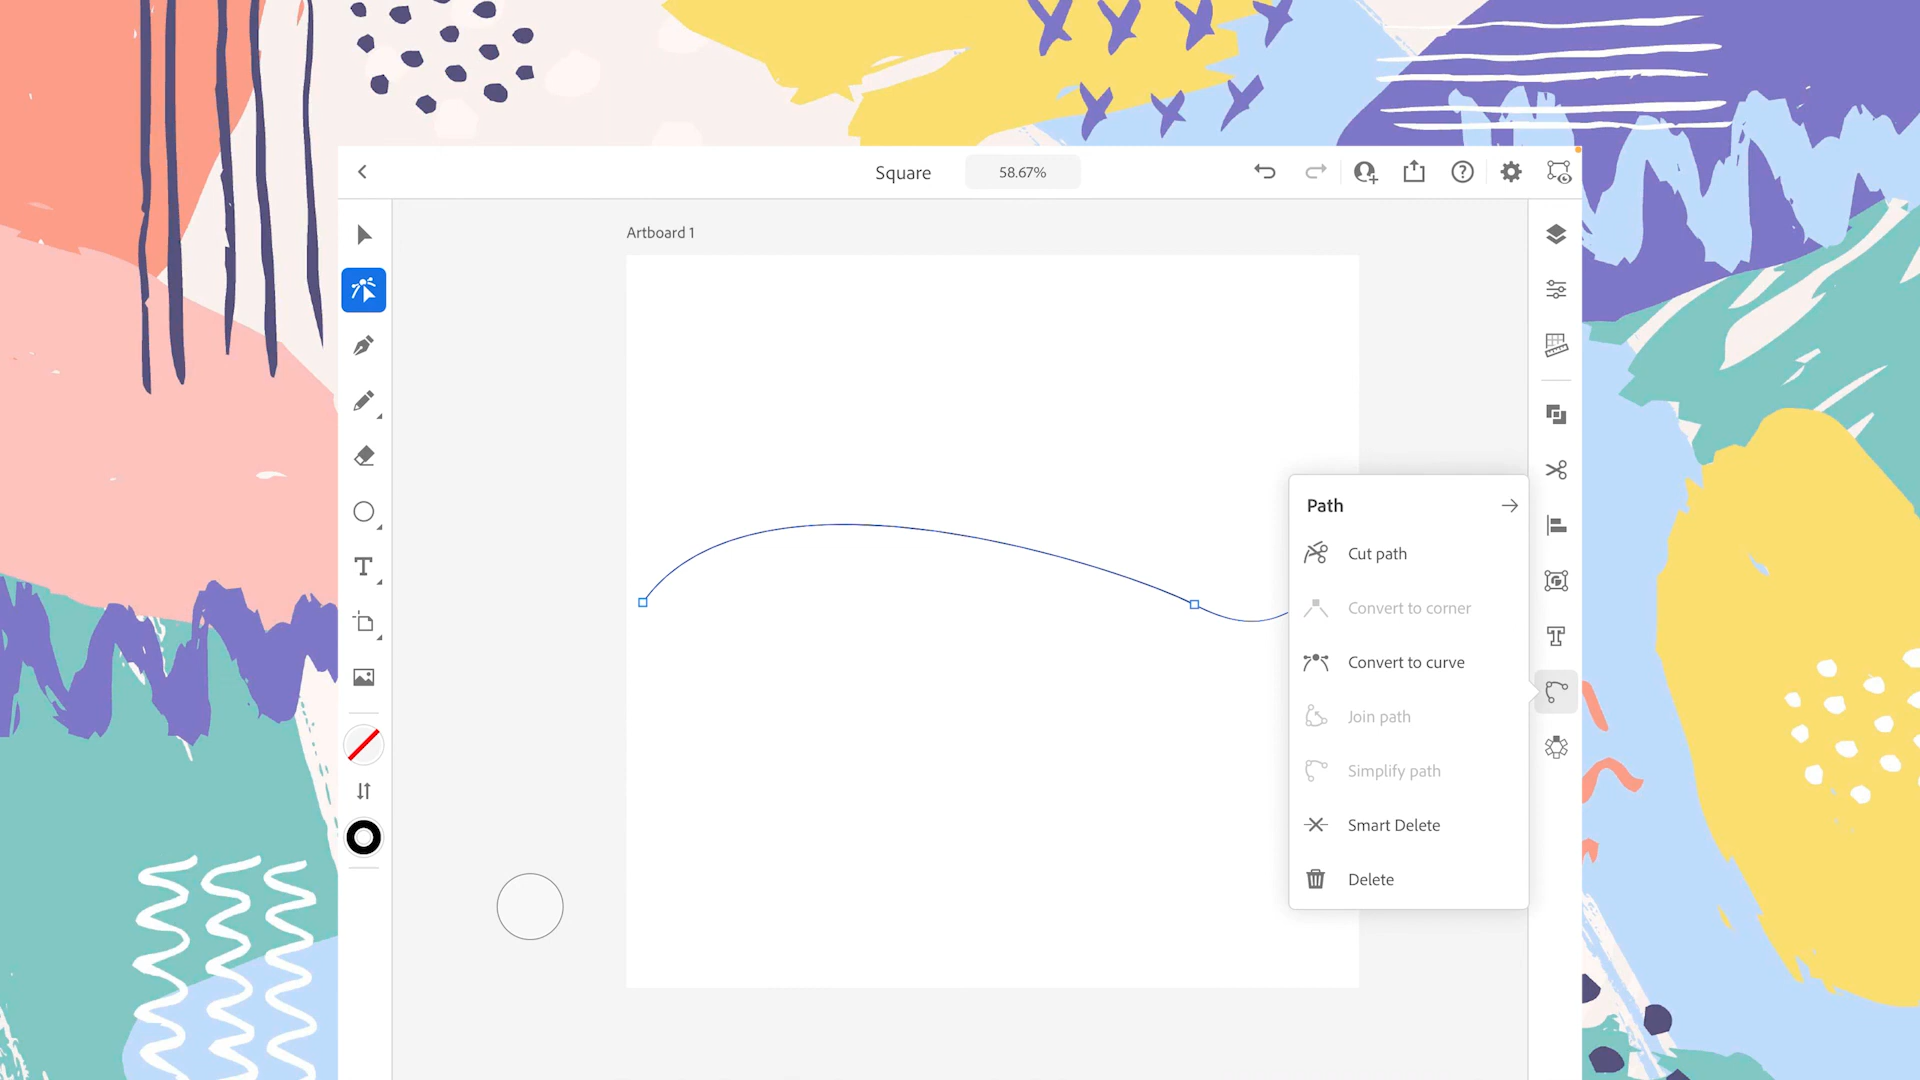 Square
58.67%
Artboard 1
Path
Cut path
Convert to corner
Convert to curve
Join path
Simplify path
Smart Delete
Delete